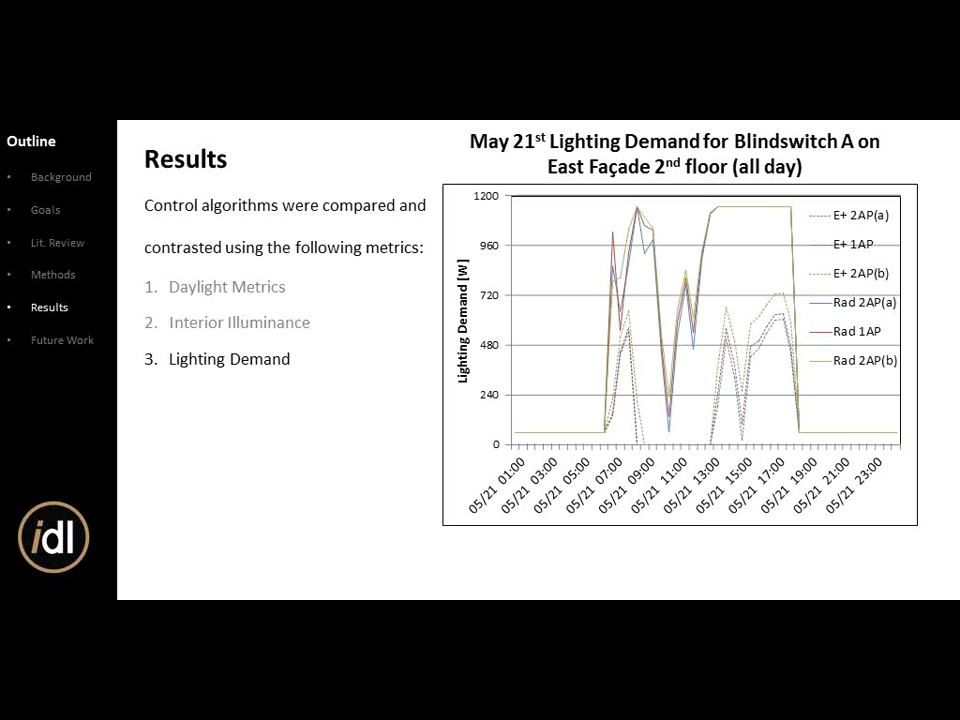 Outline
• Background
• Goals
• Lit. Review
• Methods
• Results
• Future Work
idl
Results
Control algorithms were compared and
contrasted using the following metrics:
1. Daylight Metrics
2. Interior Illuminance
3. Lighting Demand
May 21st Lighting Demand for Blindswitch A on
East Façade 2nd floor (all day)
Lighting Demand [W]
1200
960
720
480
240
0
05/21 01:00
05/21 03:00
05/21 05:00
05/21 07:00
05/21 09:00
05/21 11:00
05/21 13:00
05/21 15:00
05/21 17:00
05/21 19:00
05/21 21:00
05/21 23:00
E+ 2AP(a)
E+ 1AP
E+ 2AP(b)
Rad 2AP(a)
Rad 1AP
Rad 2AP(b)